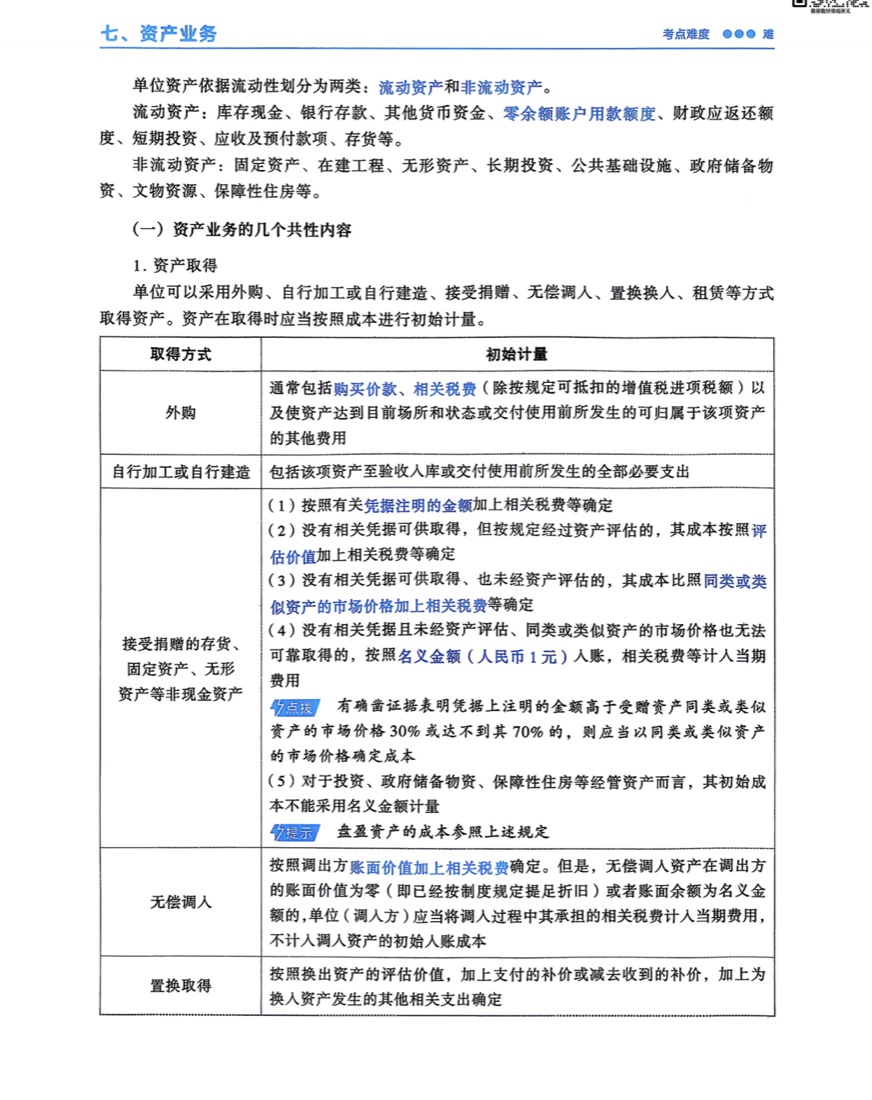 七、资产业务
考点难度 难
单位资产依据流动性划分为两类：流动资产和非流动资产。
流动资产：库存现金、银行存款、其他货币资金、零余额账户用款额度、财政应返还额
度、短期投资、应收及预付款项、存货等。
非流动资产：固定资产、在建工程、无形资产、长期投资、公共基础设施、政府储备物
资、文物资源、保障性住房等。
（一）资产业务的几个共性内容
1. 资产取得
单位可以采用外购、自行加工或自行建造、接受捐赠、无偿调入、置换换入、租赁等方式
取得资产。资产在取得时应当按照成本进行初始计量。
取得方式
初始计量
外购
通常包括购买价款、相关税费（除按规定可抵扣的增值税进项税额）以
及使资产达到目前场所和状态或交付使用前所发生的可归属于该项资产
的其他费用
自行加工或自行建造
包括该项资产至验收入库或交付使用前所发生的全部必要支出
接受捐赠的存货、
固定资产、无形
资产等非现金资产
（1）按照有关凭据注明的金额加上相关税费等确定
（2）没有相关凭据可供取得，但按规定经过资产评估的，其成本按照评
估价值加上相关税费等确定
（3）没有相关凭据可供取得、也未经资产评估的，其成本比照同类或类
似资产的市场价格加上相关税费等确定
（4）没有相关凭据且未经资产评估、同类或类似资产的市场价格也无法
可靠取得的，按照名义金额（人民币 1 元）入账，相关税费等计入当期
费用
点拨 有确凿证据表明凭据上注明的金额高于受赠资产同类或类似
资产的市场价格 30% 或达不到其 70% 的，则应当以同类或类似资产
的市场价格确定成本
（5）对于投资、政府储备物资、保障性住房等经管资产而言，其初始成
本不能采用名义金额计量
提示 盘盈资产的成本参照上述规定
无偿调入
按照调出方账面价值加上相关税费确定。但是，无偿调入资产在调出方
的账面价值为零（即已经按制度规定提足折旧）或者账面余额为名义金
额的，单位（调入方）应当将调入过程中其承担的相关税费计入当期费用，
不计入调入资产的初始入账成本
置换取得
按照换出资产的评估价值，加上支付的补价或减去收到的补价，加上为
换入资产发生的其他相关支出确定